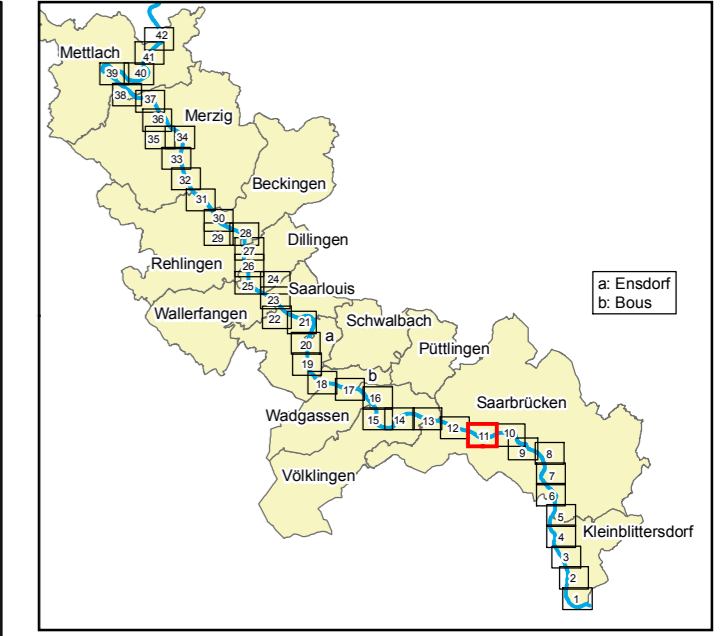 42
Mettlach
41
39 40
38 37
36 Merzig
35 34
33
32
Beckingen
31
30
29 28
Dillingen
27
Rehlingen 26
24
25
Saarlouis
a: Ensdorf
b: Bous
23
Wallerfangen
22 21
Schwalbach
a
20
Püttlingen
19
b
18 17
16
Saarbrücken
Wadgassen
15 14 13
12
11 10
9 8
Völklingen
7
6
5
Kleinblittersdorf
4
3
2
1